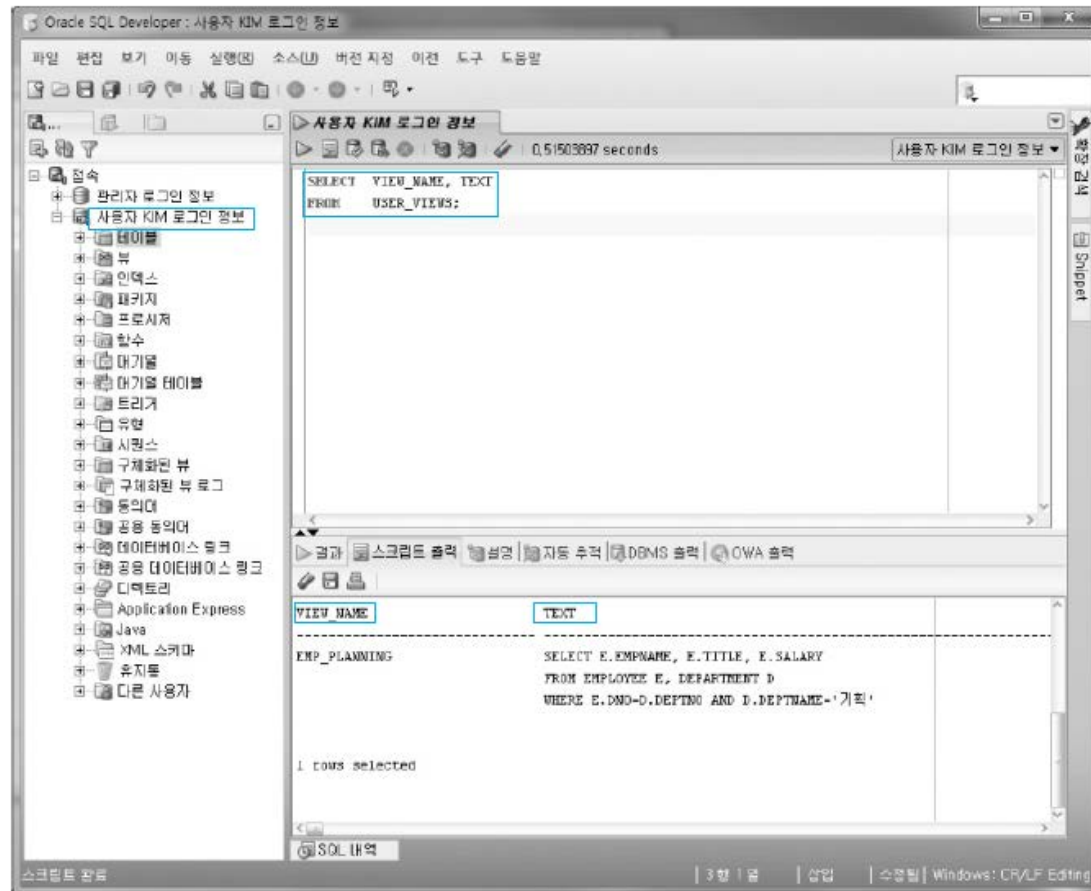 Oracle SQL Developer : 사용자 KIM 로그인 정보
파일 편집 보기 이동 실행(R) 소스(U) 버전 지정 이전 도구 도움말
사용자 KIM 로그인 정보
0,51503897 seconds
사용자 KIM 로그인 정보
확장 검색
Snippet
접속
관리자 로그인 정보
사용자 KIM 로그인 정보
테이블
뷰
인덱스
패키지
프로시저
함수
대기열
대기열 테이블
트리거
유형
시퀀스
구체화된 뷰
구체화된 뷰 로그
동의어
공용 동의어
데이터베이스 링크
공용 데이터베이스 링크
디렉토리
Application Express
Java
XML 스키마
휴지통
다른 사용자
SELECT VIEW_NAME, TEXT
FROM USER_VIEWS;
결과 스크립트 출력 설명 자동 추적 DBMS 출력 OWA 출력
VIEW_NAME TEXT
EMP_PLANNING SELECT E.EMPNAME, E.TITLE, E.SALARY
FROM EMPLOYEE E, DEPARTMENT D
WHERE E.DNO=D.DEPTNO AND D.DEPTNAME='기획'
1 rows selected
SQL 내역
스크립트 완료
3행 1열 삽입 수정됨 Windows: CR/LF Editing